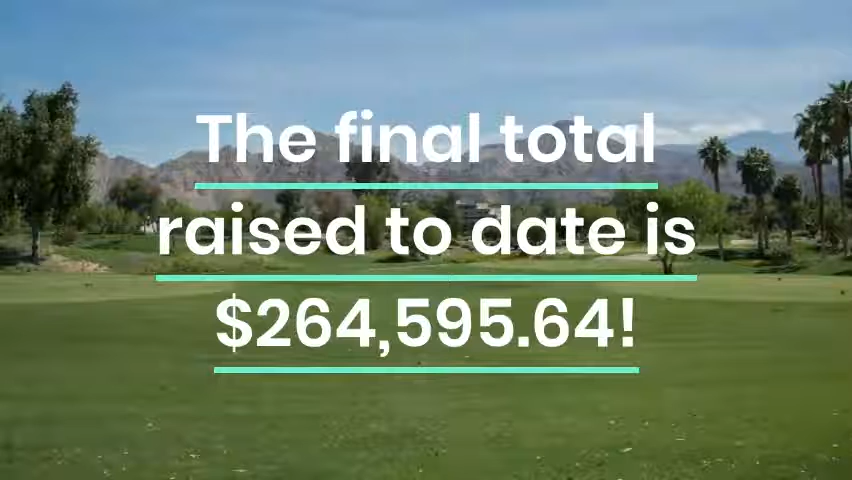 The final total
raised to date is
$264,595.64!